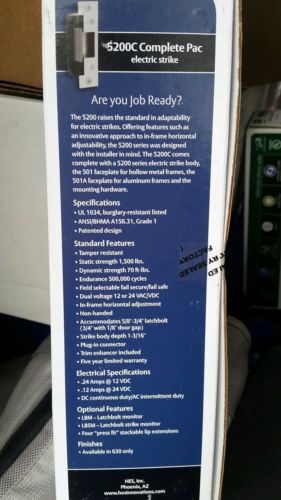 5200C Complete Pac
electric strike
Are you Job Ready?
The 5200 raises the standard in adaptability
for electric strikes. Offering features such as
an innovative approach to in-frame horizontal
adjustability, the 5200 series was designed
with the installer in mind. The 5200C comes
complete with a 5200 series electric strike body,
the 501 faceplate for hollow metal frames, the
501A faceplate for aluminum frames and the
mounting hardware.
Specifications
• UL 1034, burglary-resistant listed
• ANSI/BHMA A156.31, Grade 1
• Patented design
Standard Features
• Tamper resistant
• Static strength 1,500 lbs.
• Dynamic strength 70 ft-lbs.
• Endurance 500,000 cycles
• Field selectable fail secure/fail safe
• Dual voltage 12 or 24 VAC/VDC
• In-frame horizontal adjustment
• Non-handed
• Accommodates 5/8"-3/4" latchbolt
(3/4" with 1/8" door gap)
• Strike body depth 1-3/16"
• Plug-in connector
• Trim enhancer included
• Five year limited warranty
Electrical Specifications
• .24 Amps @ 12 VDC
• .12 Amps @ 24 VDC
• DC continuous duty/AC intermittent duty
Optional Features
• LBM – Latchbolt monitor
• LBSM – Latchbolt strike monitor
• Four "press fit" stackable lip extensions
Finishes
• Available in 630 only
HES, Inc.
Phoenix, AZ
www.hesinnovations.com
FACTORY
SEALED